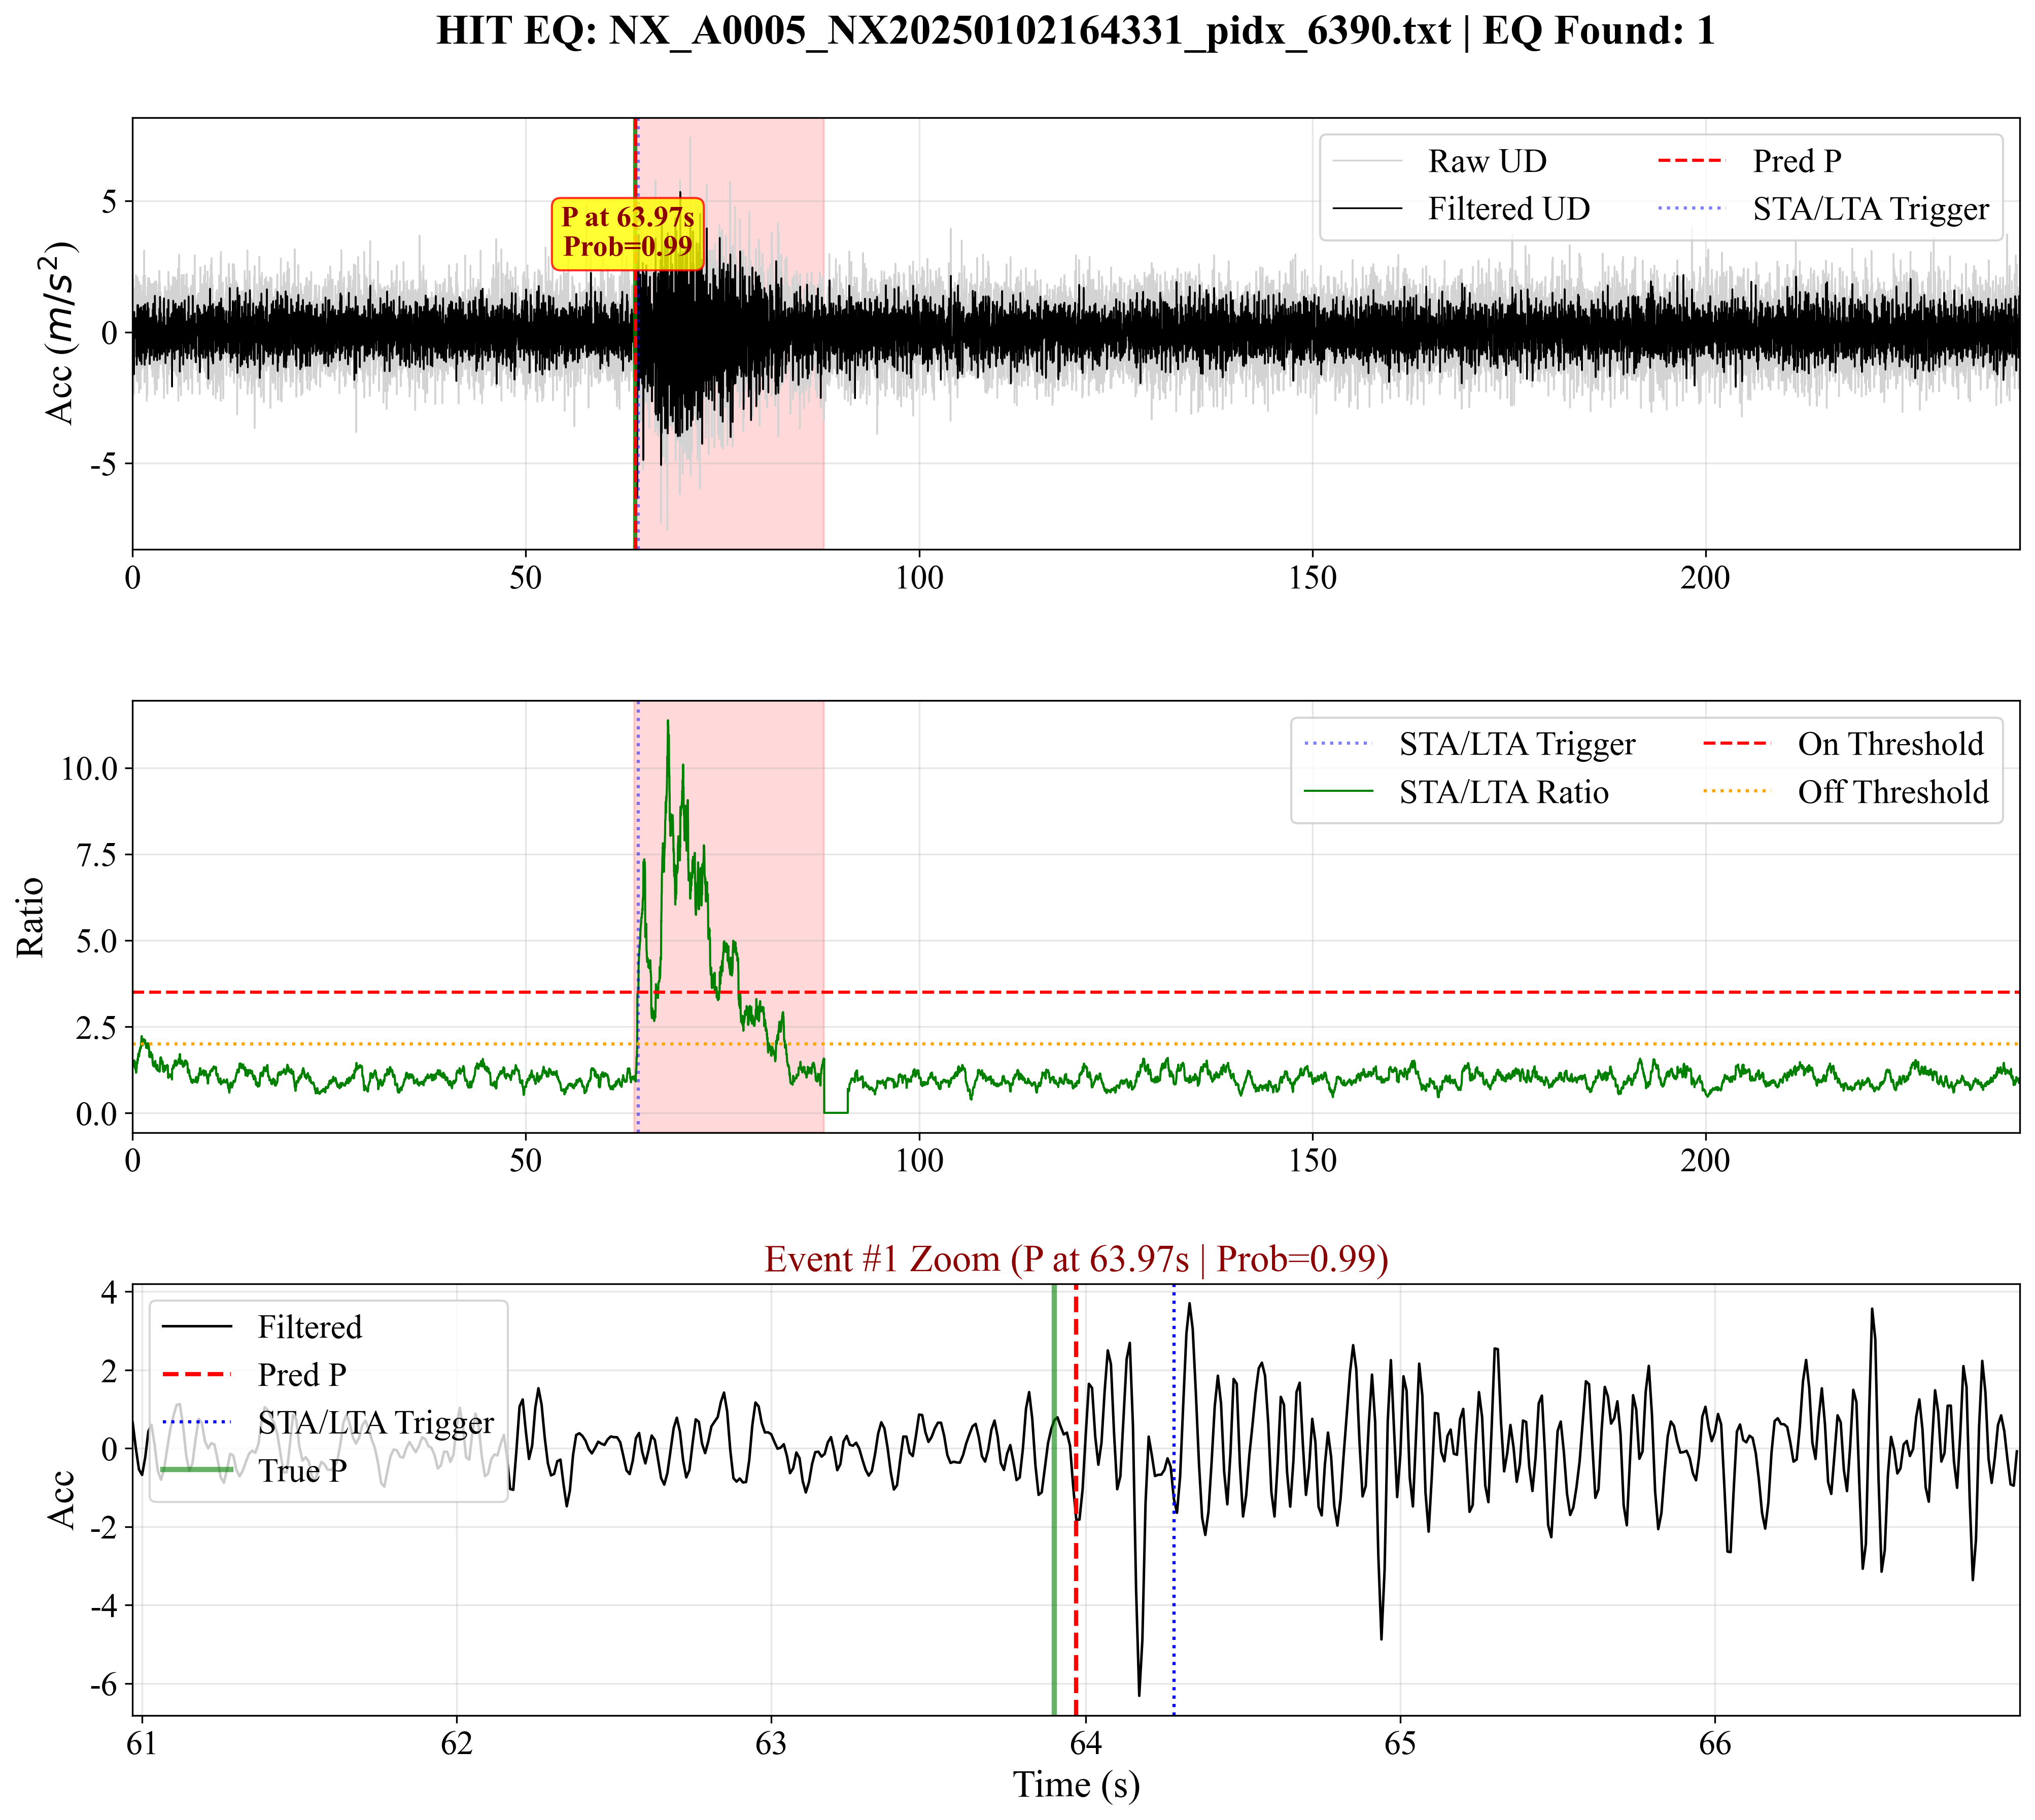 HIT EQ: NX_A0005_NX20250102164331_pidx_6390.txt | EQ Found: 1
Raw UD
Filtered UD
Pred P
STA/LTA Trigger
P at 63.97s
Prob=0.99
Acc (m/s²)
5
0
-5
0 50 100 150 200
STA/LTA Trigger
STA/LTA Ratio
On Threshold
Off Threshold
Ratio
10.0
7.5
5.0
2.5
0.0
0 50 100 150 200
Event #1 Zoom (P at 63.97s | Prob=0.99)
Filtered
Pred P
STA/LTA Trigger
True P
Acc
4
2
0
-2
-4
-6
61 62 63 64 65 66
Time (s)